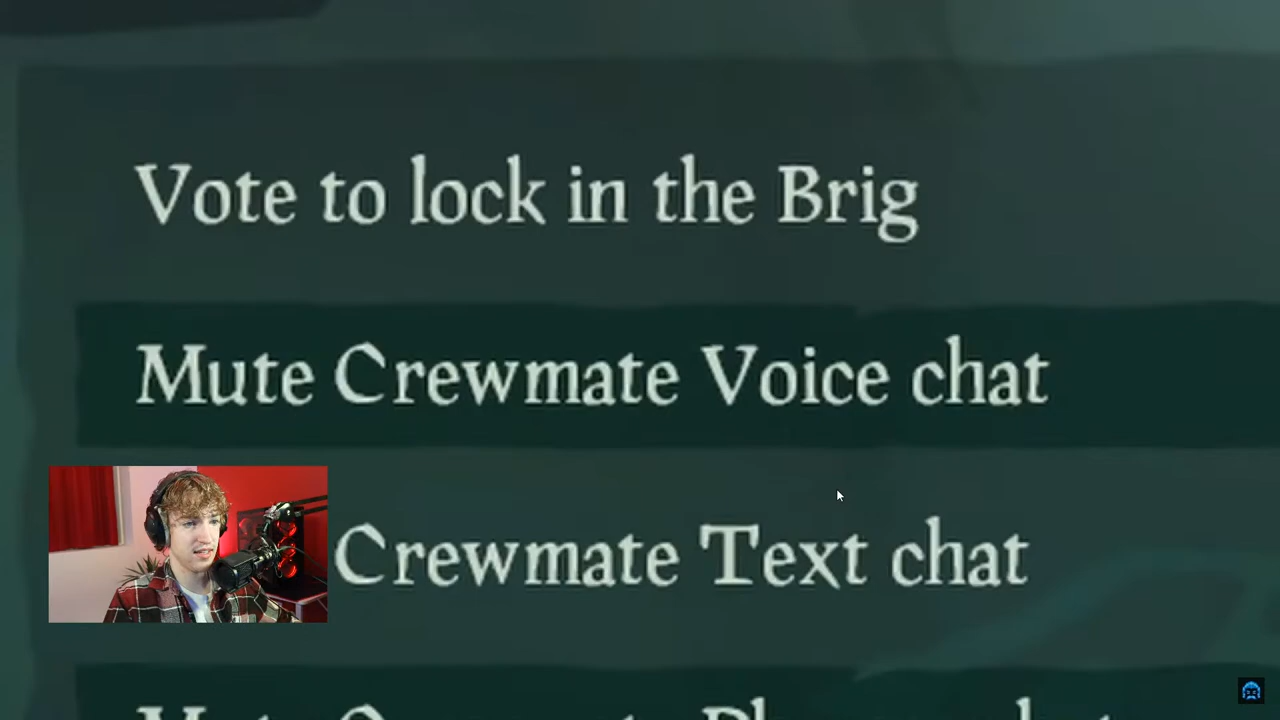 Vote to lock in the Brig
Mute Crewmate Voice chat
Crewmate Text chat